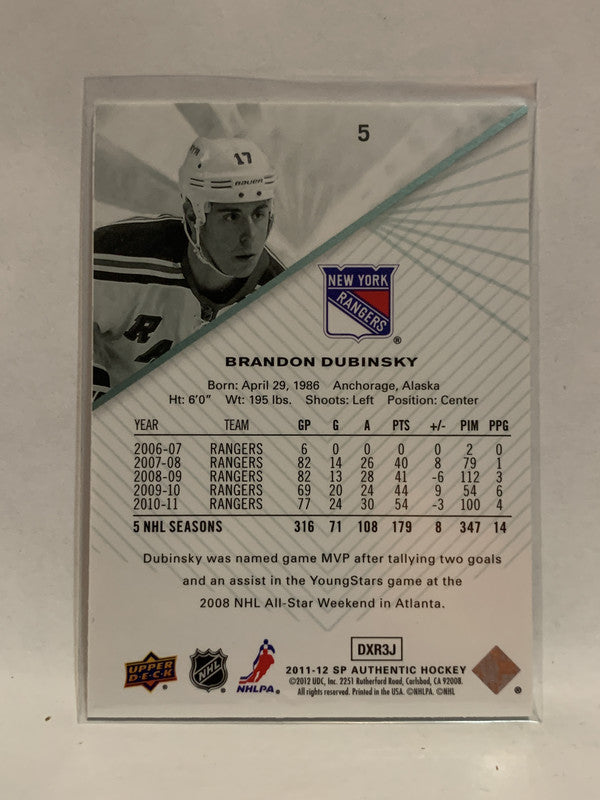 5
17
BAUER
NEW YORK
RANGERS
®
BRANDON DUBINSKY
Born: April 29, 1986 Anchorage, Alaska
Ht: 6'0" Wt: 195 lbs. Shoots: Left Position: Center
YEAR TEAM GP G A PTS +/- PIM PPG
2006-07 RANGERS 6 0 0 0 0 2 0
2007-08 RANGERS 82 14 26 40 8 79 1
2008-09 RANGERS 82 13 28 41 -6 112 3
2009-10 RANGERS 69 20 24 44 9 54 6
2010-11 RANGERS 77 24 30 54 -3 100 4
5 NHL SEASONS 316 71 108 179 8 347 14
Dubinsky was named game MVP after tallying two goals
and an assist in the YoungStars game at the
2008 NHL All-Star Weekend in Atlanta.
DXR3J
UPPER DECK ® NHL ® NHLPA. 2011-12 SP AUTHENTIC HOCKEY
©2012 UDC, Inc. 2251 Rutherford Road, Carlsbad, CA 92008.
All rights reserved. Printed in the USA. ©NHLPA. ©NHL ®